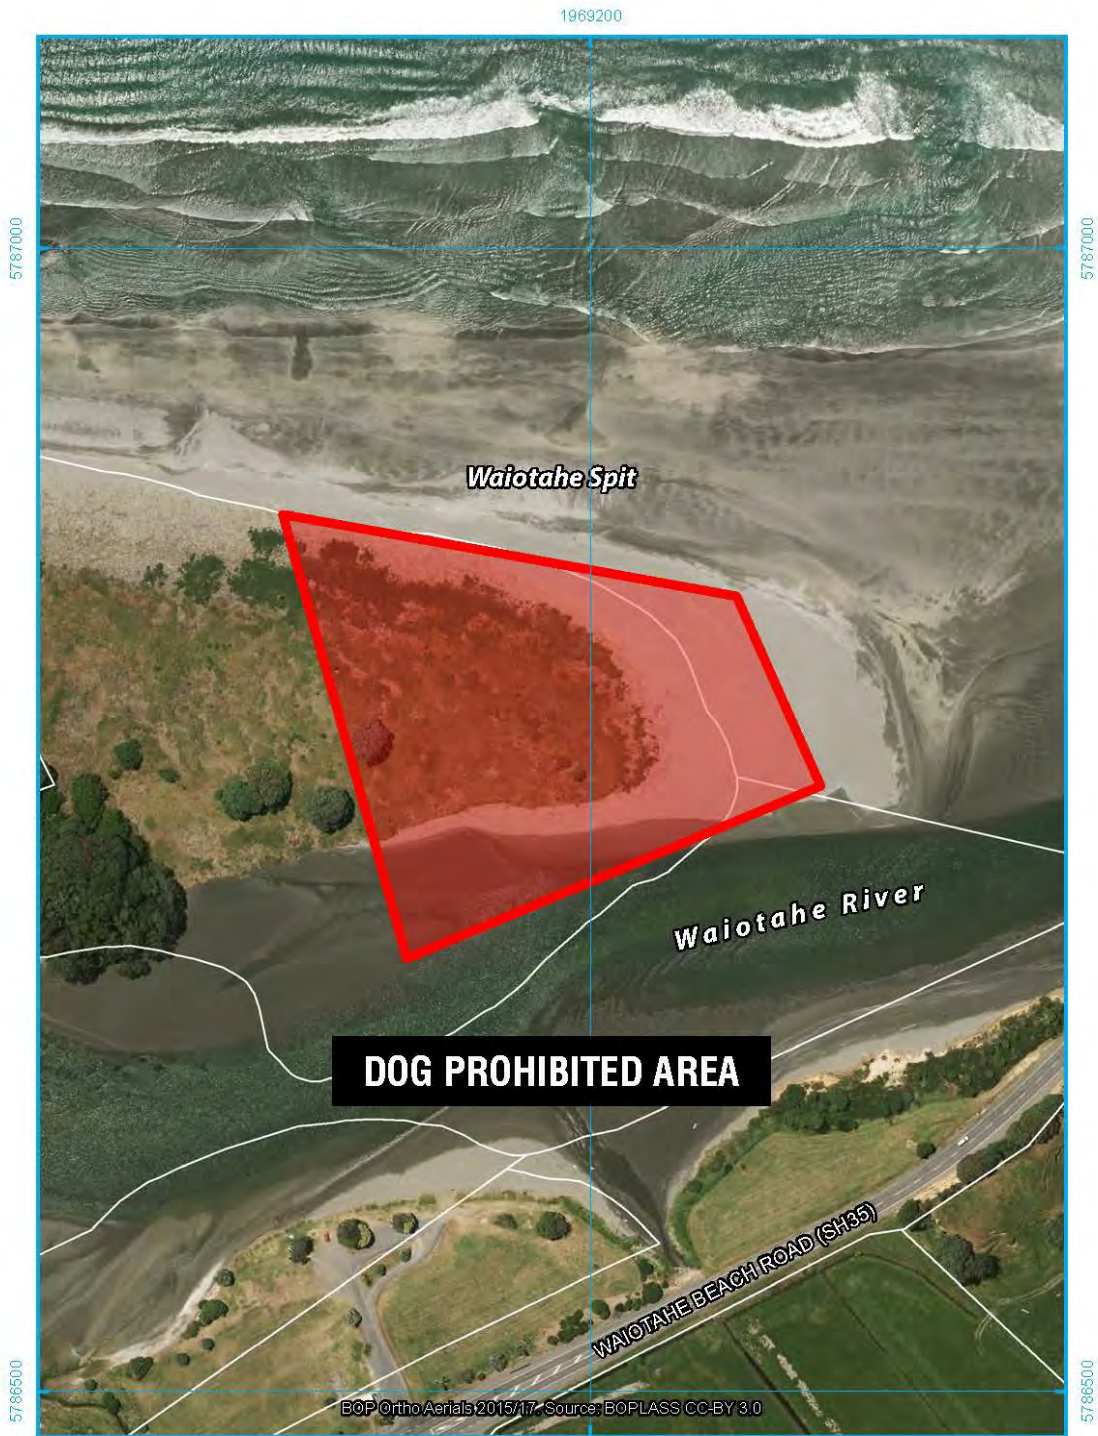 1969200
5787000
5787000
Waiotahe Spit
Waiotahe River
DOG PROHIBITED AREA
WAIOTAHE BEACH ROAD (SH35)
5786500
5786500
BOP Ortho Aerials 2015/17, Source: BOPLASS CC-BY 3.0